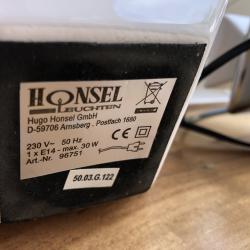 HONSEL
LEUCHTEN
Hugo Honsel GmbH
D-59706 Arnsberg . Postfach 1680
230 V~ 50 Hz
1 x E14 - max. 30 W
Art.-Nr. 96751
50.03.G.122